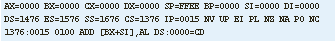 AX=0000 BX=0000 CX=0000 DX=0000 SP=FFEE BP=0000 SI=0000 DI=0000
DS=1476 ES=1576 SS=1676 CS=1376 IP=0015 NV UP EI PL NZ NA PO NC
1376:0015 0100 ADD [BX+SI],AL DS:0000=CD